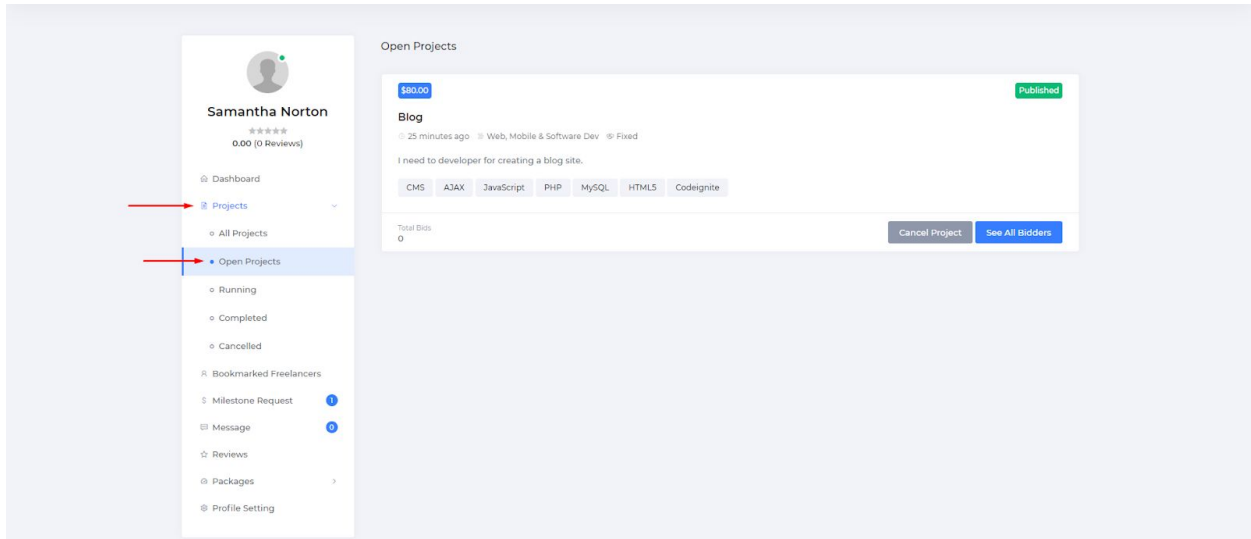 Samantha Norton
0.00 (0 Reviews)
Dashboard
Projects
All Projects
Open Projects
Running
Completed
Cancelled
Bookmarked Freelancers
Milestone Request 1
Message 0
Reviews
Packages
Profile Setting
Open Projects
$80.00 Published
Blog
25 minutes ago Web, Mobile & Software Dev Fixed
I need to developer for creating a blog site.
CMS AJAX JavaScript PHP MySQL HTML5 Codeignite
Total Bids
0
Cancel Project See All Bidders